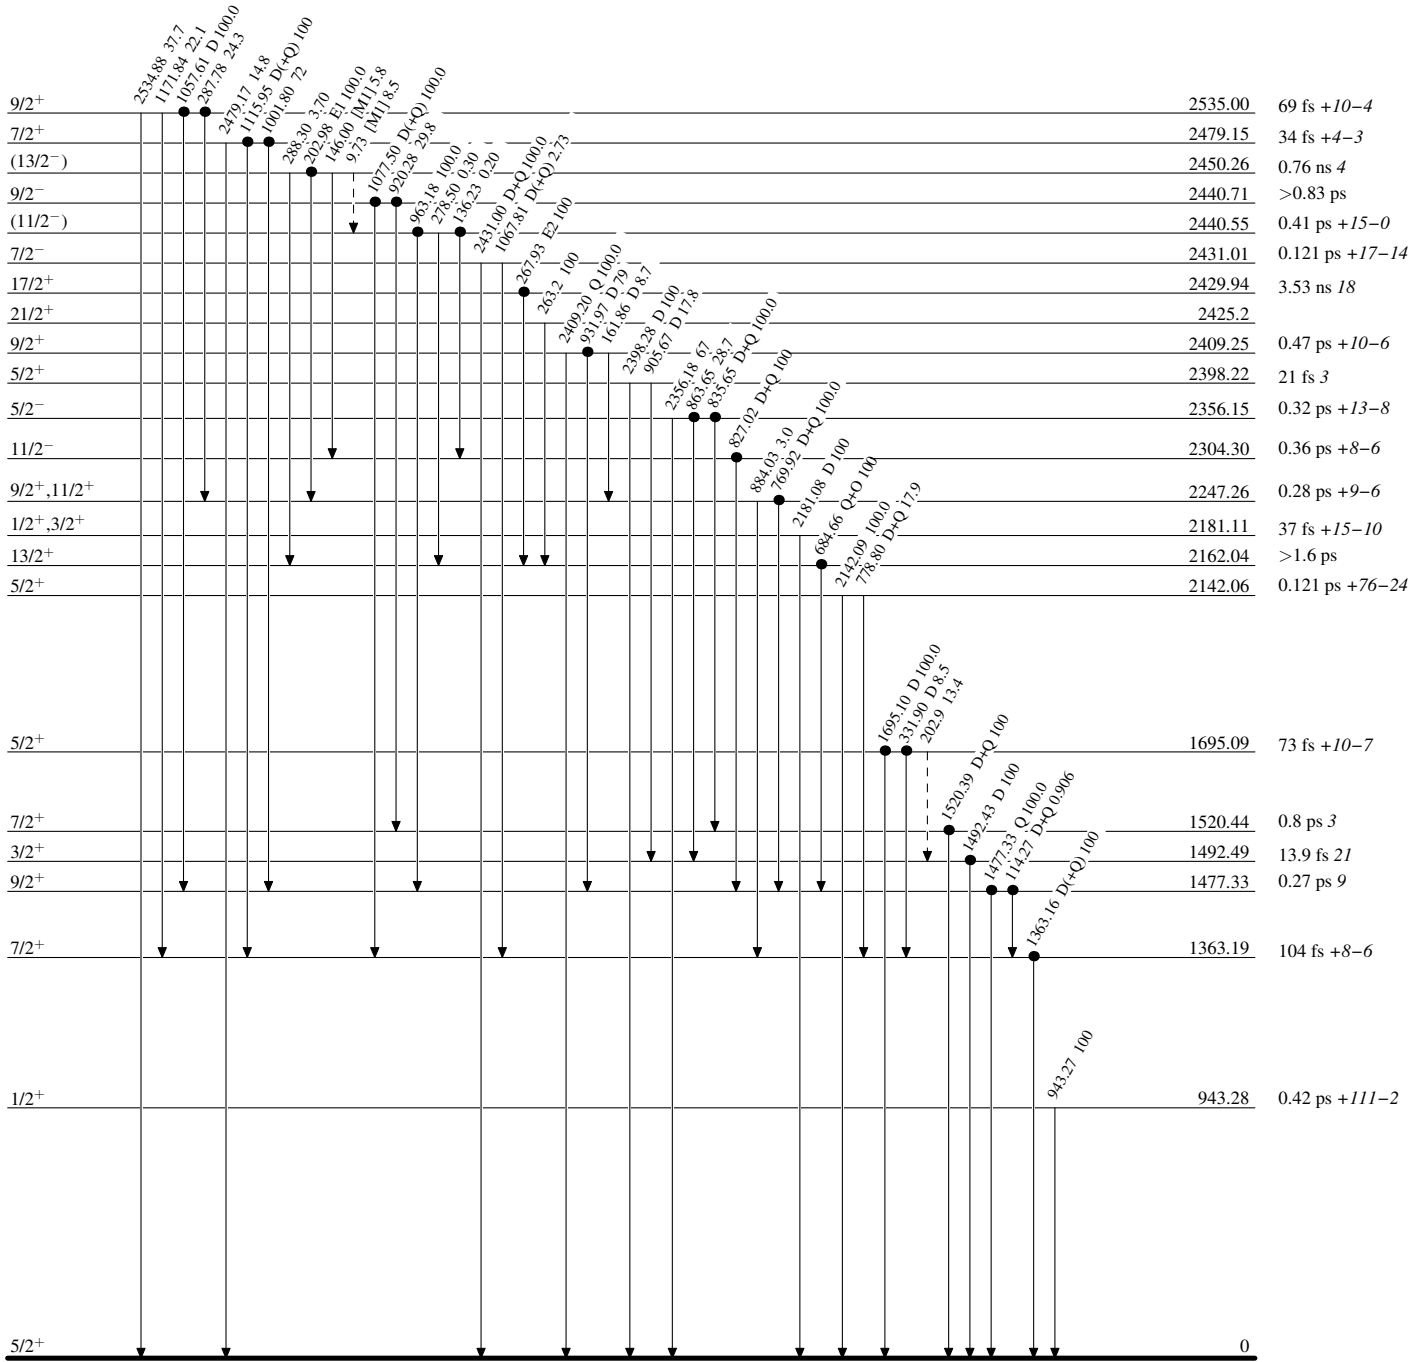 2534.88 37.7
1171.84 22.1
1057.61 D 100.0
287.78 24.3
2479.17 14.8
1115.95 D(+Q) 100
1001.80 72
288.30 3.70
202.98 E1 100.0
146.00 [M1] 5.8
9.73 [M1] 8.5
1077.50 D(+Q) 100.0
920.28 29.8
963.18 100.0
278.50 0.30
136.23 0.20
2431.00 D+Q 100.0
1067.81 D(+Q) 2.73
267.93 E2 100
263.2 100
2409.20 Q 100.0
931.97 D 79
161.86 D 8.7
2398.28 D 100
905.67 D 17.8
2356.18 67
863.65 28.7
835.65 D+Q 100.0
827.02 D+Q 100
884.03 3.0
769.92 D+Q 100.0
2181.08 D 100
684.66 Q+O 100
2142.09 100.0
778.80 D+Q 17.9
1695.10 D 100.0
331.90 D 8.5
202.9 13.4
1520.39 D+Q 100
1492.43 D 100
1477.33 Q 100.0
114.27 D+Q 0.906
1363.16 D(+Q) 100
943.27 100
9/2⁺ 2535.00 69 fs +10−4
7/2⁺ 2479.15 34 fs +4−3
(13/2⁻) 2450.26 0.76 ns 4
9/2⁻ 2440.71 >0.83 ps
(11/2⁻) 2440.55 0.41 ps +15−0
7/2⁻ 2431.01 0.121 ps +17−14
17/2⁺ 2429.94 3.53 ns 18
21/2⁺ 2425.2
9/2⁺ 2409.25 0.47 ps +10−6
5/2⁺ 2398.22 21 fs 3
5/2⁻ 2356.15 0.32 ps +13−8
11/2⁻ 2304.30 0.36 ps +8−6
9/2⁺,11/2⁺ 2247.26 0.28 ps +9−6
1/2⁺,3/2⁺ 2181.11 37 fs +15−10
13/2⁺ 2162.04 >1.6 ps
5/2⁺ 2142.06 0.121 ps +76−24
5/2⁺ 1695.09 73 fs +10−7
7/2⁺ 1520.44 0.8 ps 3
3/2⁺ 1492.49 13.9 fs 21
9/2⁺ 1477.33 0.27 ps 9
7/2⁺ 1363.19 104 fs +8−6
1/2⁺ 943.28 0.42 ps +111−2
5/2⁺ 0